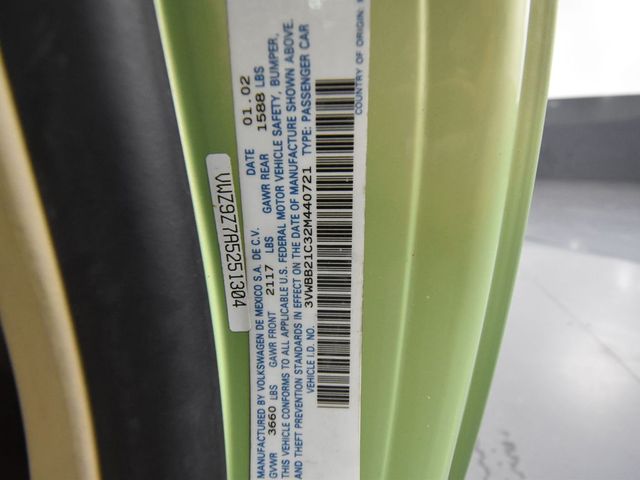 VWZ9Z7A5251304
MANUFACTURED BY VOLKSWAGEN DE MEXICO S.A. DE C.V. DATE 01.02
GVWR 3660 LBS GAWR FRONT 2117 LBS GAWR REAR 1588 LBS
THIS VEHICLE CONFORMS TO ALL APPLICABLE U.S. FEDERAL MOTOR VEHICLE SAFETY, BUMPER,
AND THEFT PREVENTION STANDARDS IN EFFECT ON THE DATE OF MANUFACTURE SHOWN ABOVE.
VEHICLE I.D. NO.: 3VWBB21C32M440721 TYPE: PASSENGER CAR
COUNTRY OF ORIGIN: